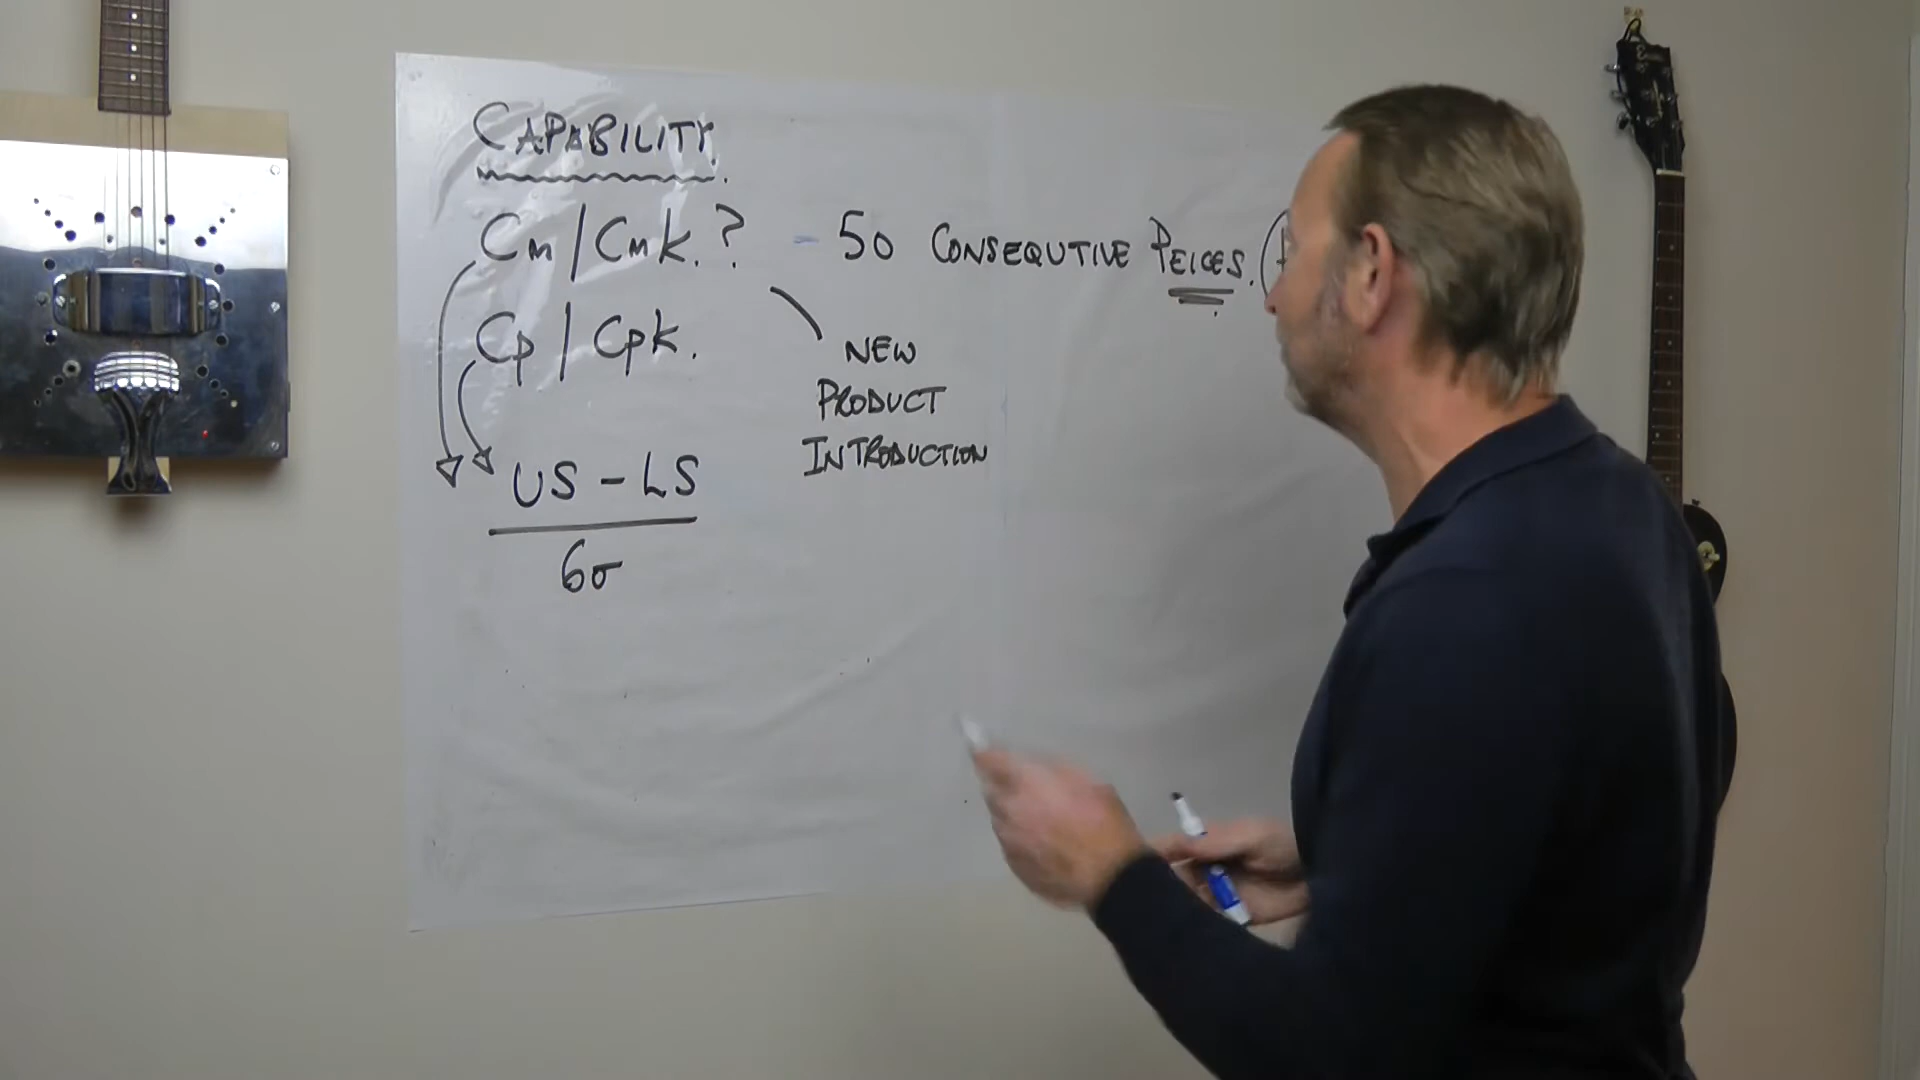 CAPABILITY.
Cm/Cmk.? - 50 CONSEQUTIVE PEICES.
Cp/Cpk.
NEW
PRODUCT
INTRODUCTION
US - LS
6σ